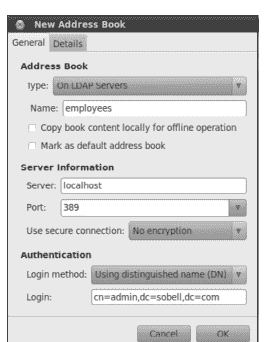 New Address Book
General Details
Address Book
Type: On LDAP Servers
Name: employees
Copy book content locally for offline operation
Mark as default address book
Server Information
Server: localhost
Port: 389
Use secure connection: No encryption
Authentication
Login method: Using distinguished name (DN)
Login: cn=admin,dc=sobell,dc=com
Cancel OK